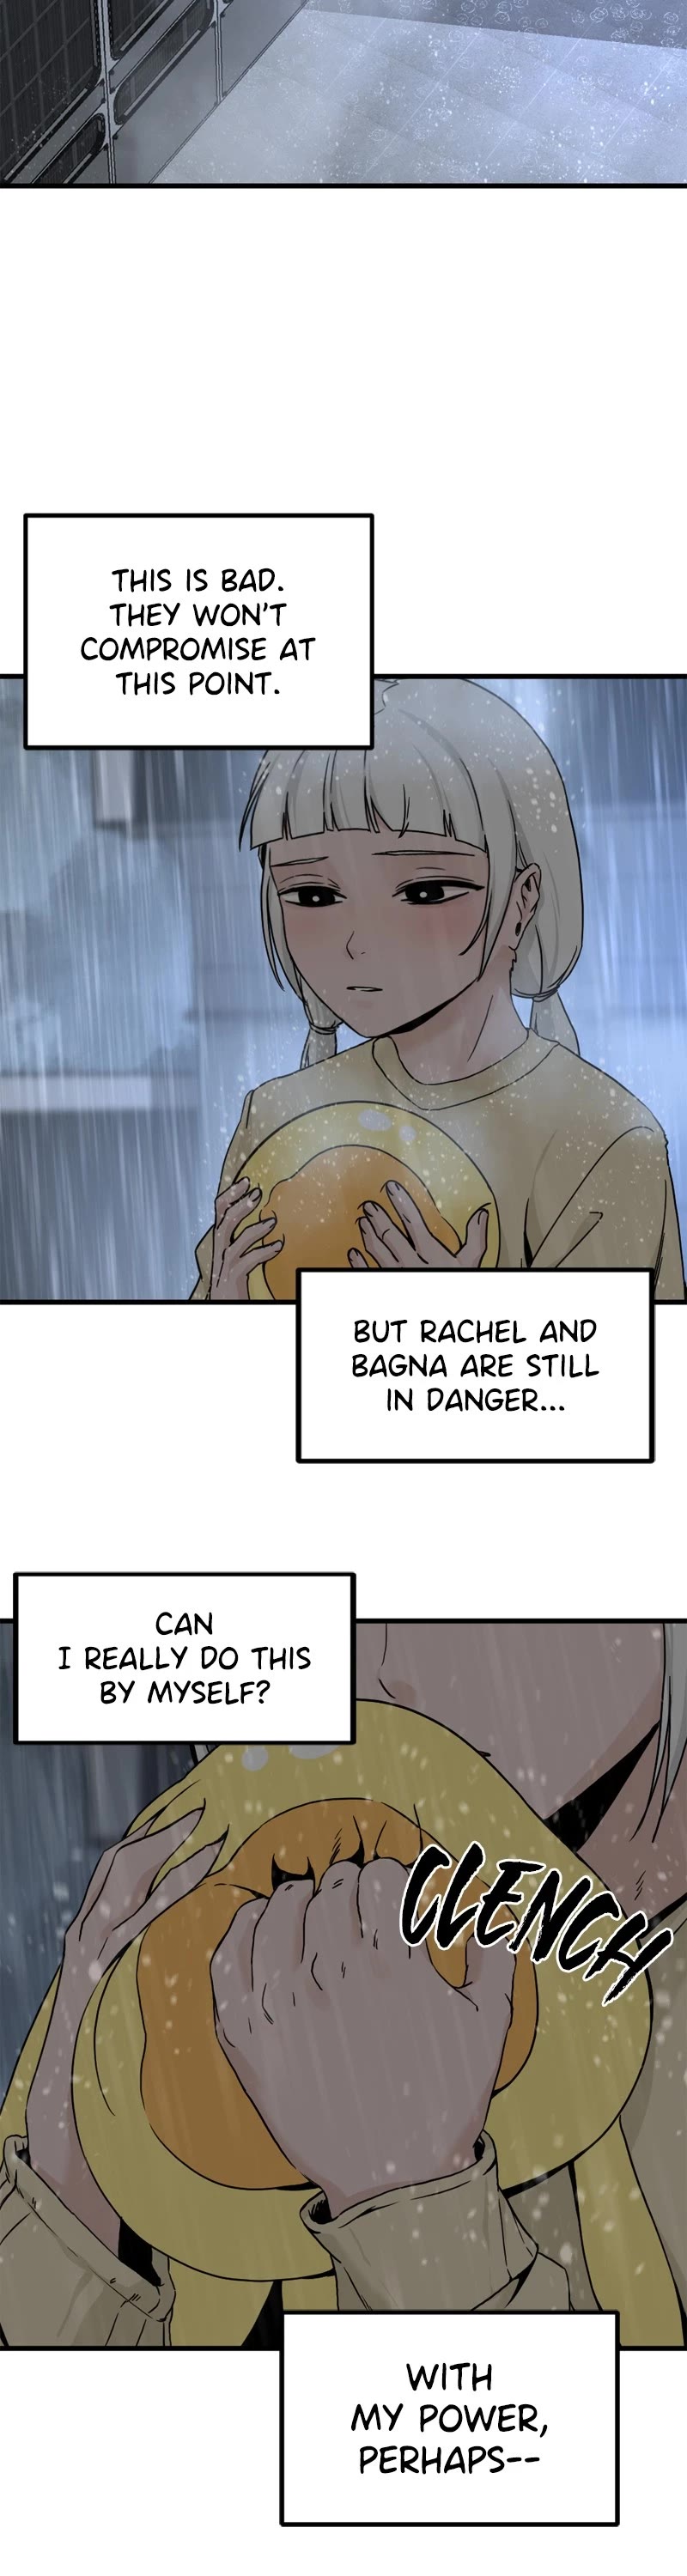 THIS IS BAD.
THEY WON'T
COMPROMISE AT
THIS POINT.
BUT RACHEL AND
BAGNA ARE STILL
IN DANGER...
CAN
I REALLY DO THIS
BY MYSELF?
CLENCH
WITH
MY POWER,
PERHAPS--